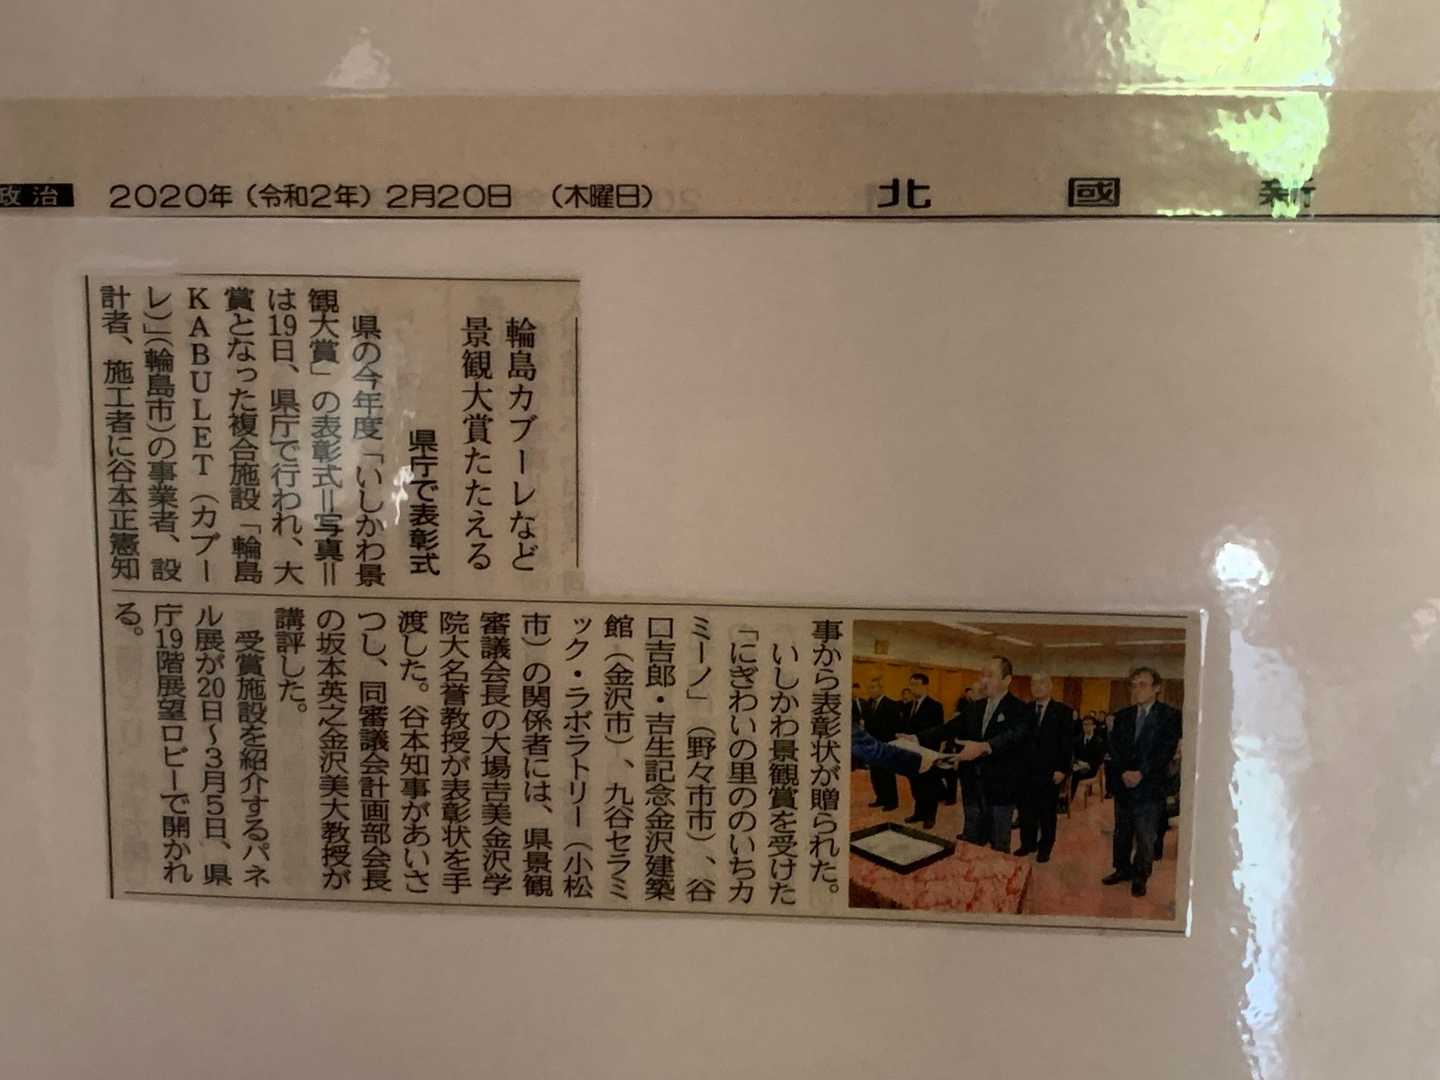 政治
2020年（令和2年）2月20日　（木曜日）
北　國　新
輪島カブーレなど
景観大賞たたえる
県庁で表彰式
県の今年度「いしかわ景
観大賞」の表彰式＝写真＝
は19日、県庁で行われ、大
賞となった複合施設「輪島
KABULET（カブー
レ）」（輪島市）の事業者、設
計者、施工者に谷本正憲知
事から表彰状が贈られた。
いしかわ景観賞を受けた
「にぎわいの里ののいちカ
ミーノ」（野々市市）、谷
口吉郎・吉生記念金沢建築
館（金沢市）、九谷セラミ
ック・ラボラトリー（小松
市）の関係者には、県景観
審議会長の大場吉美金沢学
院大名誉教授が表彰状を手
渡した。谷本知事があいさ
つし、同審議会計画部会長
の坂本英之金沢美大教授が
講評した。
受賞施設を紹介するパネ
ル展が20日～3月5日、県
庁19階展望ロビーで開かれ
る。